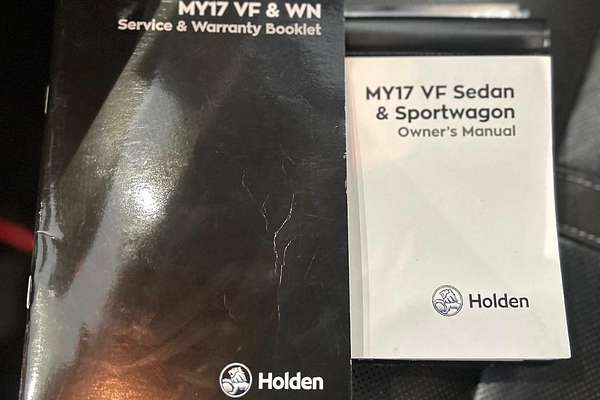 MY17 VF & WN
Service & Warranty Booklet
Holden
MY17 VF Sedan
& Sportwagon
Owner's Manual
Holden